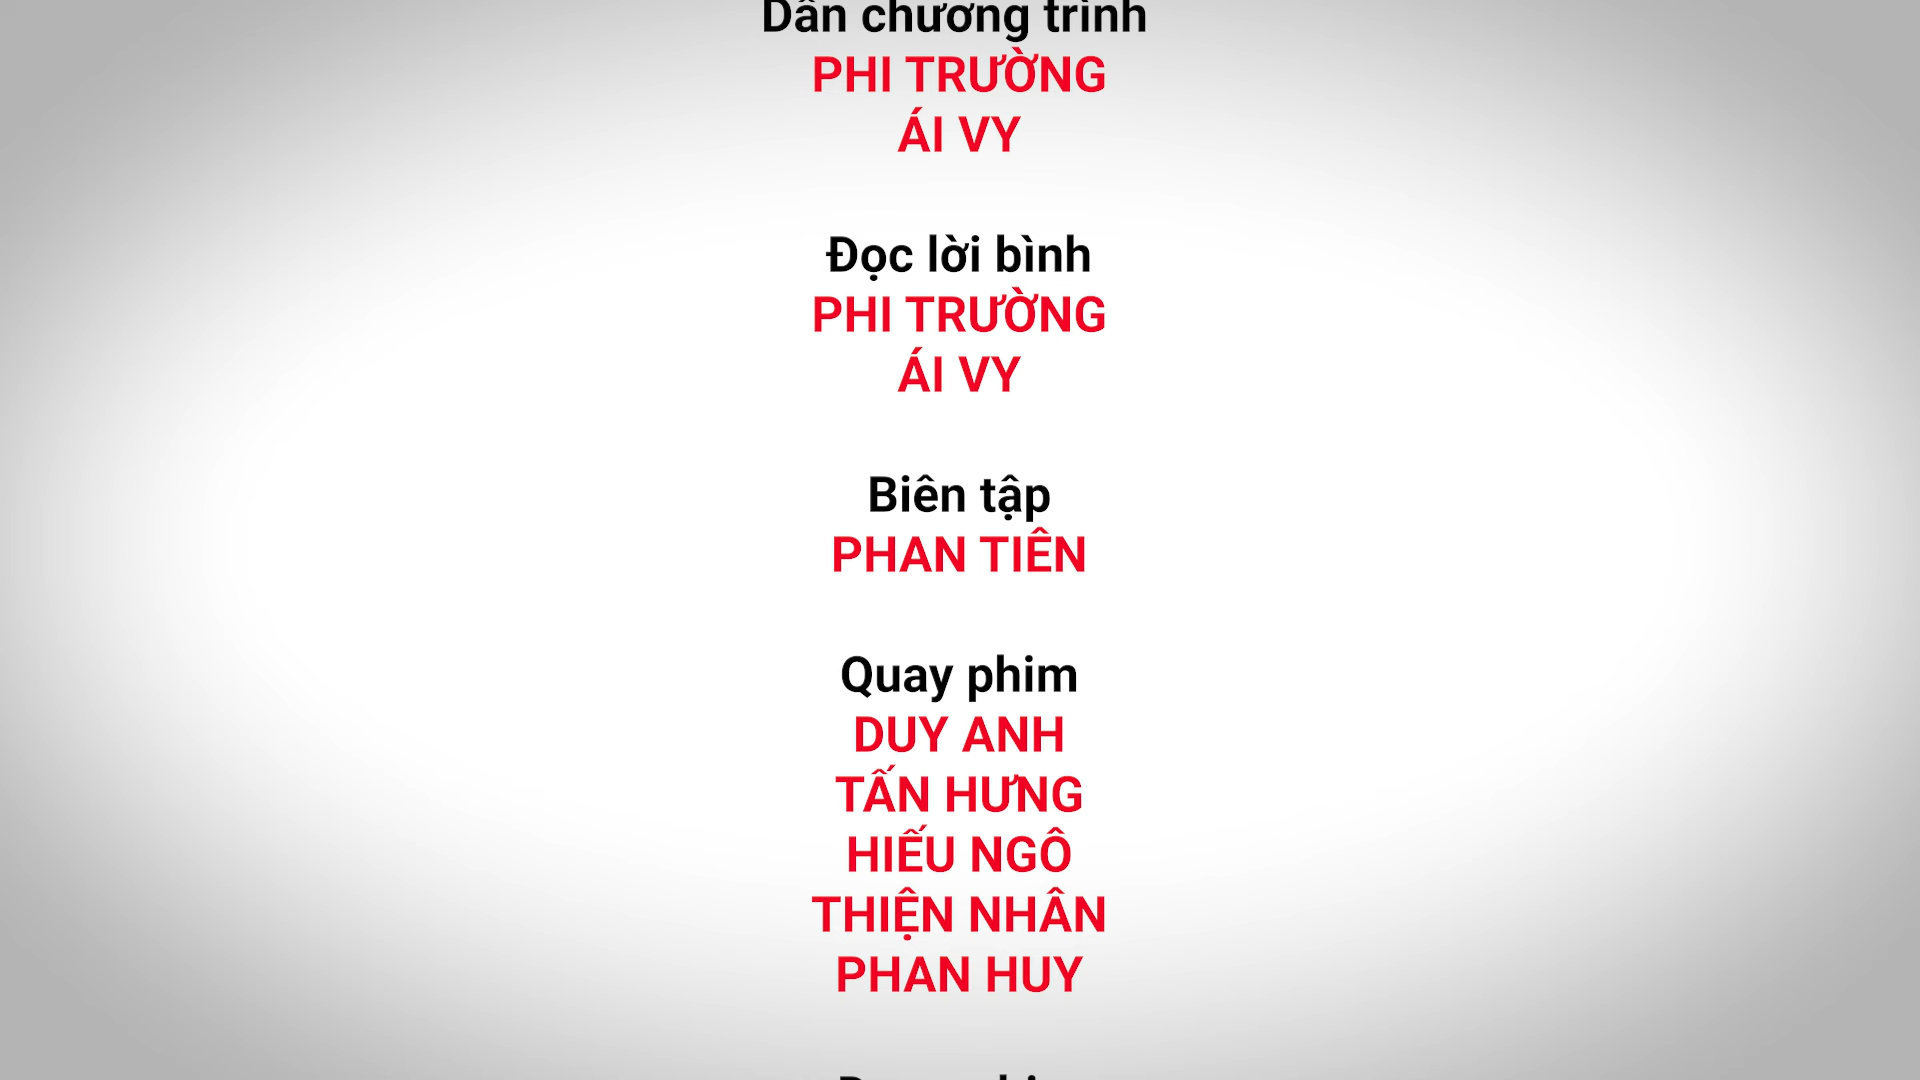 Dẫn chương trình
PHI TRƯỜNG
ÁI VY
Đọc lời bình
PHI TRƯỜNG
ÁI VY
Biên tập
PHAN TIÊN
Quay phim
DUY ANH
TẤN HƯNG
HIẾU NGÔ
THIỆN NHÂN
PHAN HUY